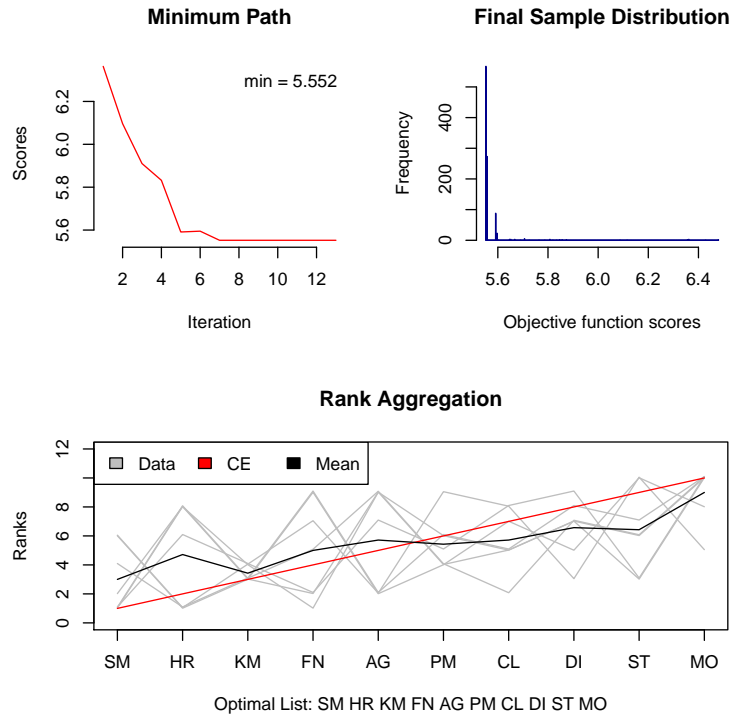 Minimum Path
min = 5.552
Scores
6.2
6.0
5.8
5.6
2 4 6 8 10 12
Iteration
Final Sample Distribution
Frequency
400
200
0
5.6 5.8 6.0 6.2 6.4
Objective function scores
Rank Aggregation
Data CE Mean
Ranks
12
8
6
4
2
0
SM HR KM FN AG PM CL DI ST MO
Optimal List: SM HR KM FN AG PM CL DI ST MO